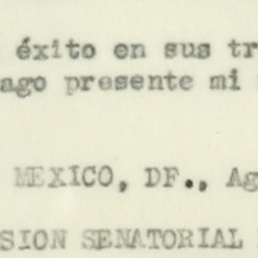 éxito en sus tr
ago presente mi
MEXICO, DF., Ag
SION SENATORIAL